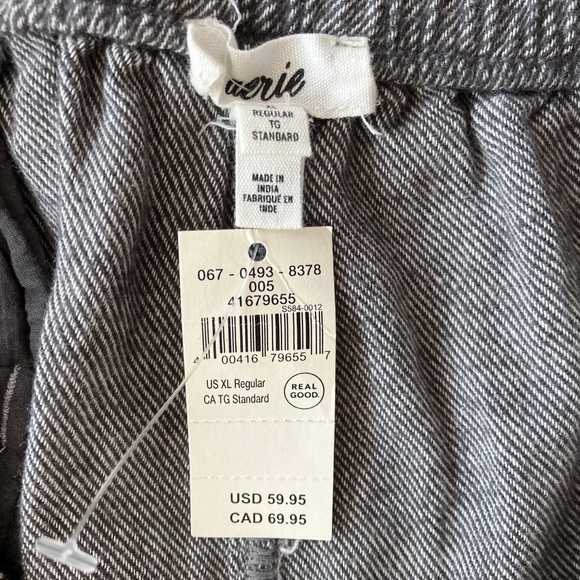 aerie
XL
REGULAR
TG
STANDARD
MADE IN
INDIA
FABRIQUÉ EN
INDE
067 - 0493 - 8378
005
41679655
S584-0012
4 00416 79655 7
US XL Regular
CA TG Standard
REAL
GOOD.
USD 59.95
CAD 69.95